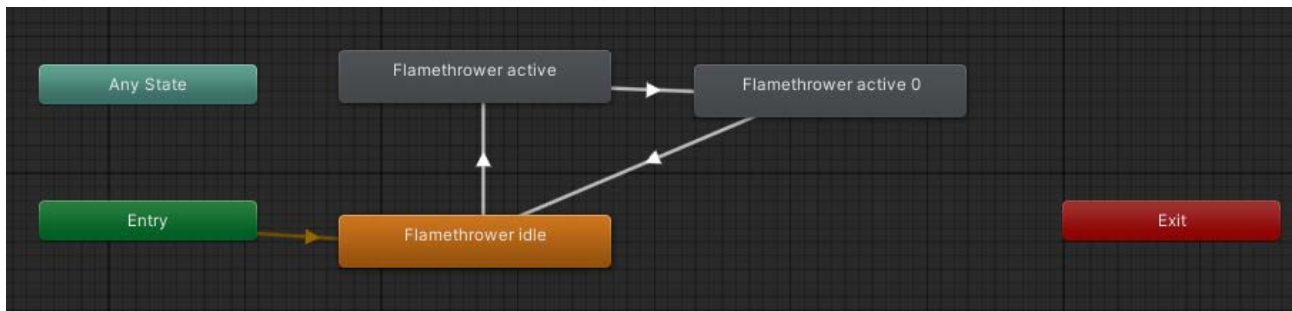 Any State
Flamethrower active
Flamethrower active 0
Entry
Flamethrower idle
Exit